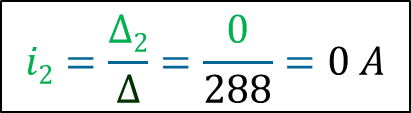 i₂ = Δ₂/Δ = 0/288 = 0 A